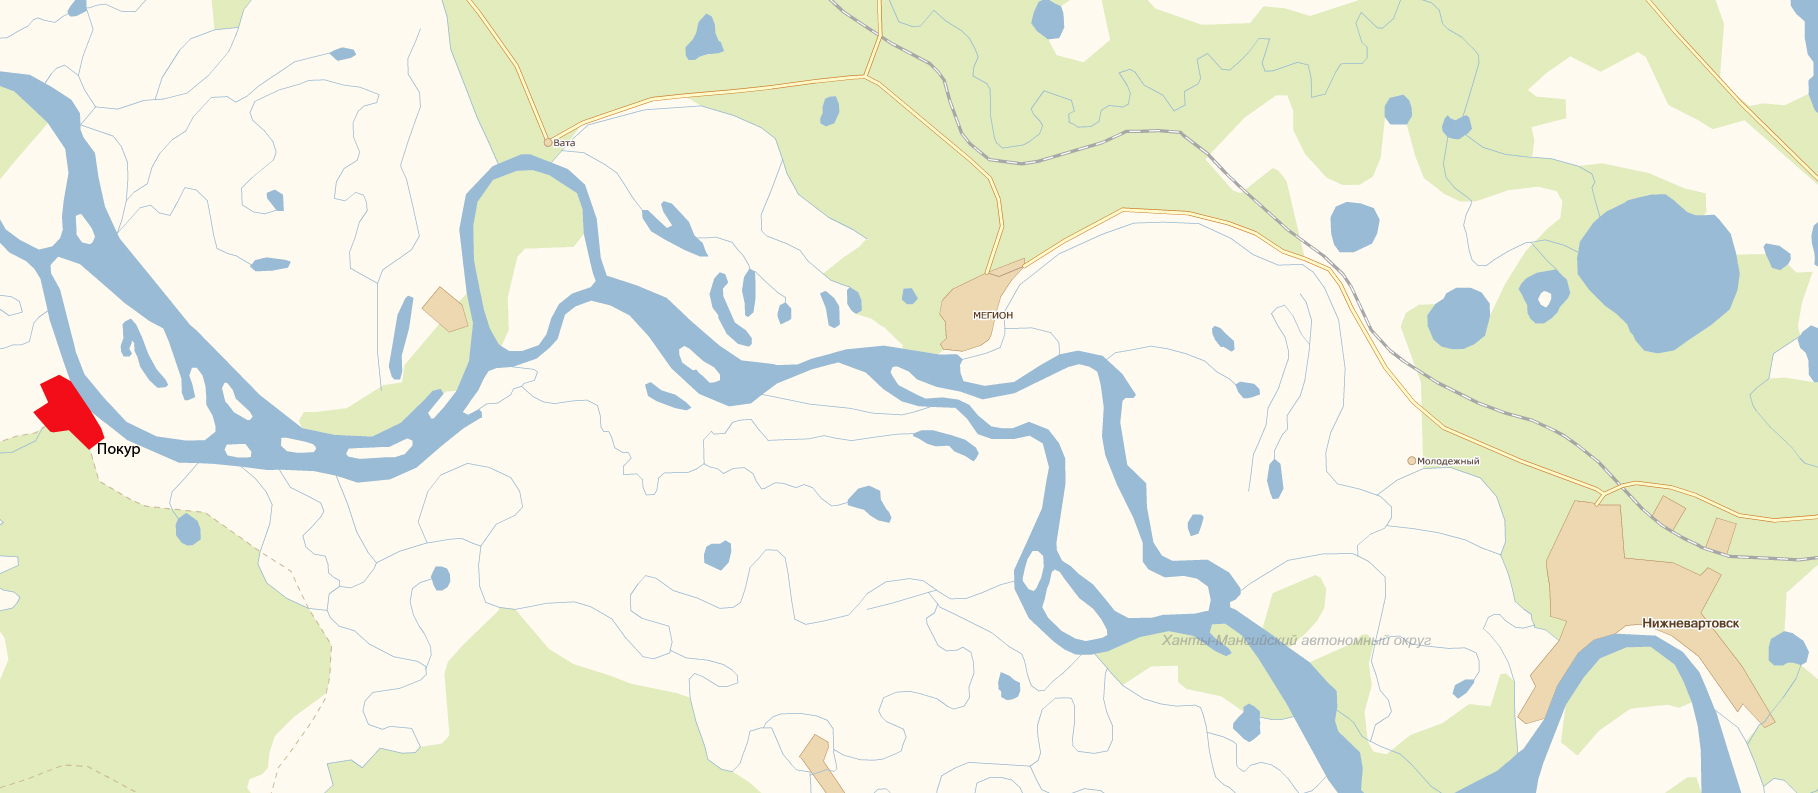 Вата
МЕГИОН
Покур
Молодежный
Нижневартовск
Ханты-Мансийский автономный округ